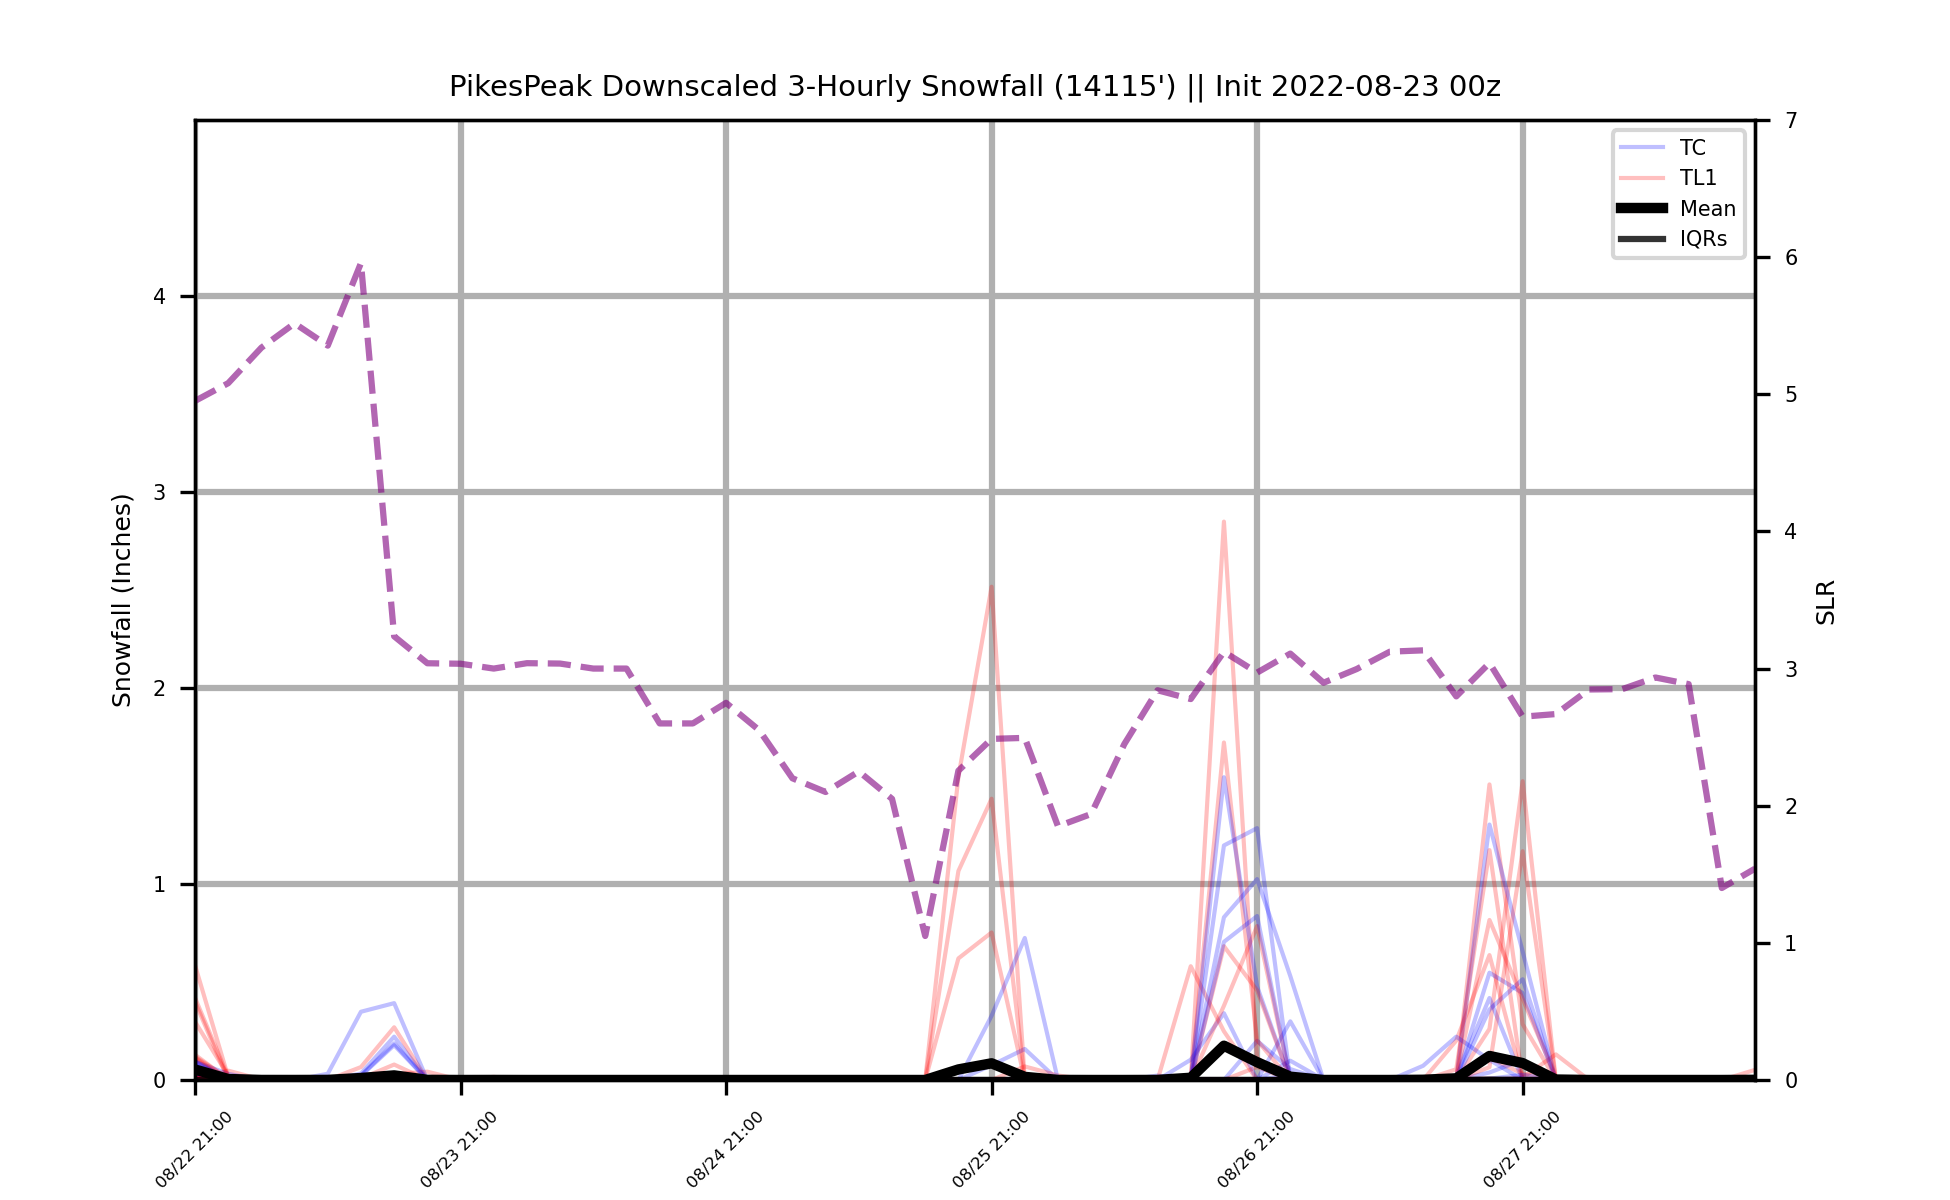 PikesPeak Downscaled 3-Hourly Snowfall (14115') || Init 2022-08-23 00z
TC
TL1
Mean
IQRs
Snowfall (Inches)
4
3
2
1
0
7
6
5
4
3
2
1
0
SLR
08/22 21:00
08/23 21:00
08/24 21:00
08/25 21:00
08/26 21:00
08/27 21:00